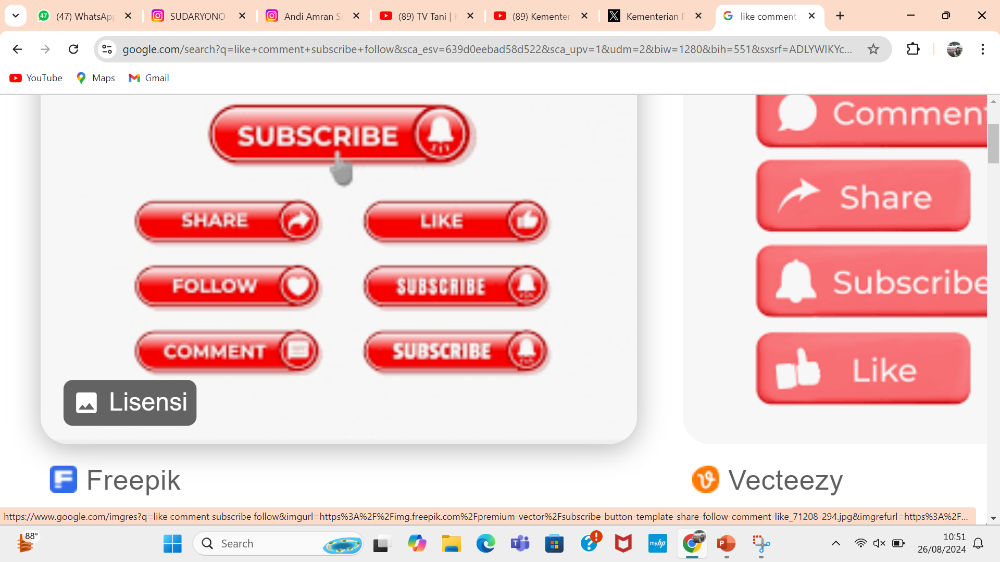 (47) WhatsApp
SUDARYONO
Andi Amran S
(89) TV Tani |
(89) Kementer
Kementerian P
like comment
google.com/search?q=like+comment+subscribe+follow&sca_esv=639d0eebad58d522&sca_upv=1&udm=2&biw=1280&bih=551&sxsrf=ADLYWIKYc...
YouTube
Maps
Gmail
SUBSCRIBE
SHARE
LIKE
FOLLOW
SUBSCRIBE
COMMENT
SUBSCRIBE
Lisensi
Freepik
Comment
Share
Subscribe
Like
Vecteezy
https://www.google.com/imgres?q=like comment subscribe follow&imgurl=https%3A%2F%2Fimg.freepik.com%2Fpremium-vector%2Fsubscribe-button-template-share-follow-comment-like_71208-294.jpg&imgrefurl=https%3A%2F...
88°
Search
myhp
10:51
26/08/2024